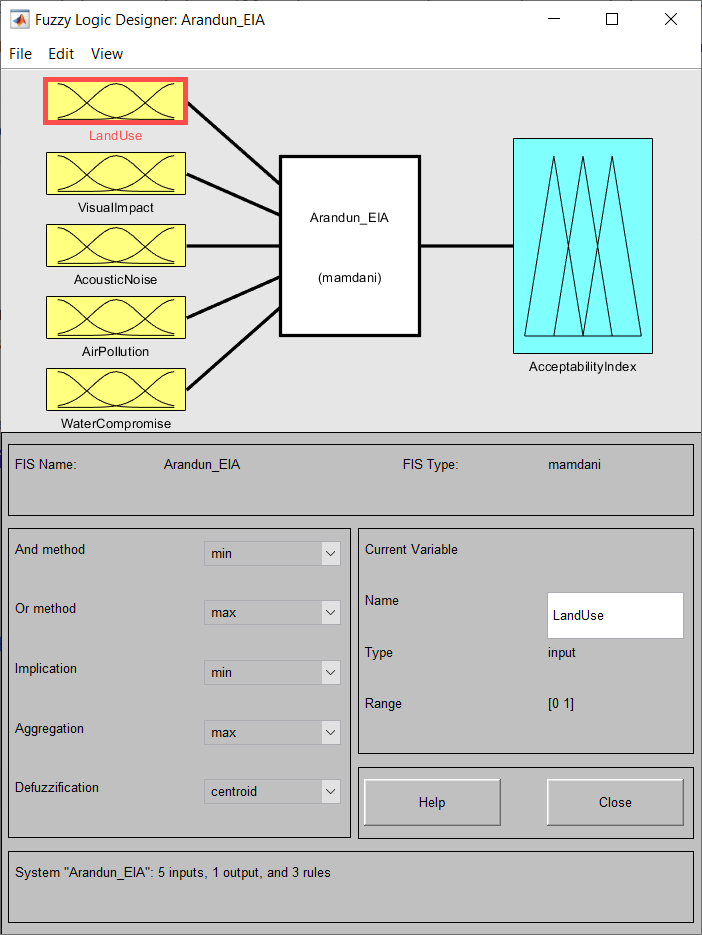 Fuzzy Logic Designer: Arandun_EIA
File Edit View
LandUse
VisualImpact
AcousticNoise
AirPollution
WaterCompromise
Arandun_EIA
(mamdani)
AcceptabilityIndex
FIS Name: Arandun_EIA FIS Type: mamdani
And method min
Or method max
Implication min
Aggregation max
Defuzzification centroid
Current Variable
Name LandUse
Type input
Range [0 1]
Help Close
System "Arandun_EIA": 5 inputs, 1 output, and 3 rules